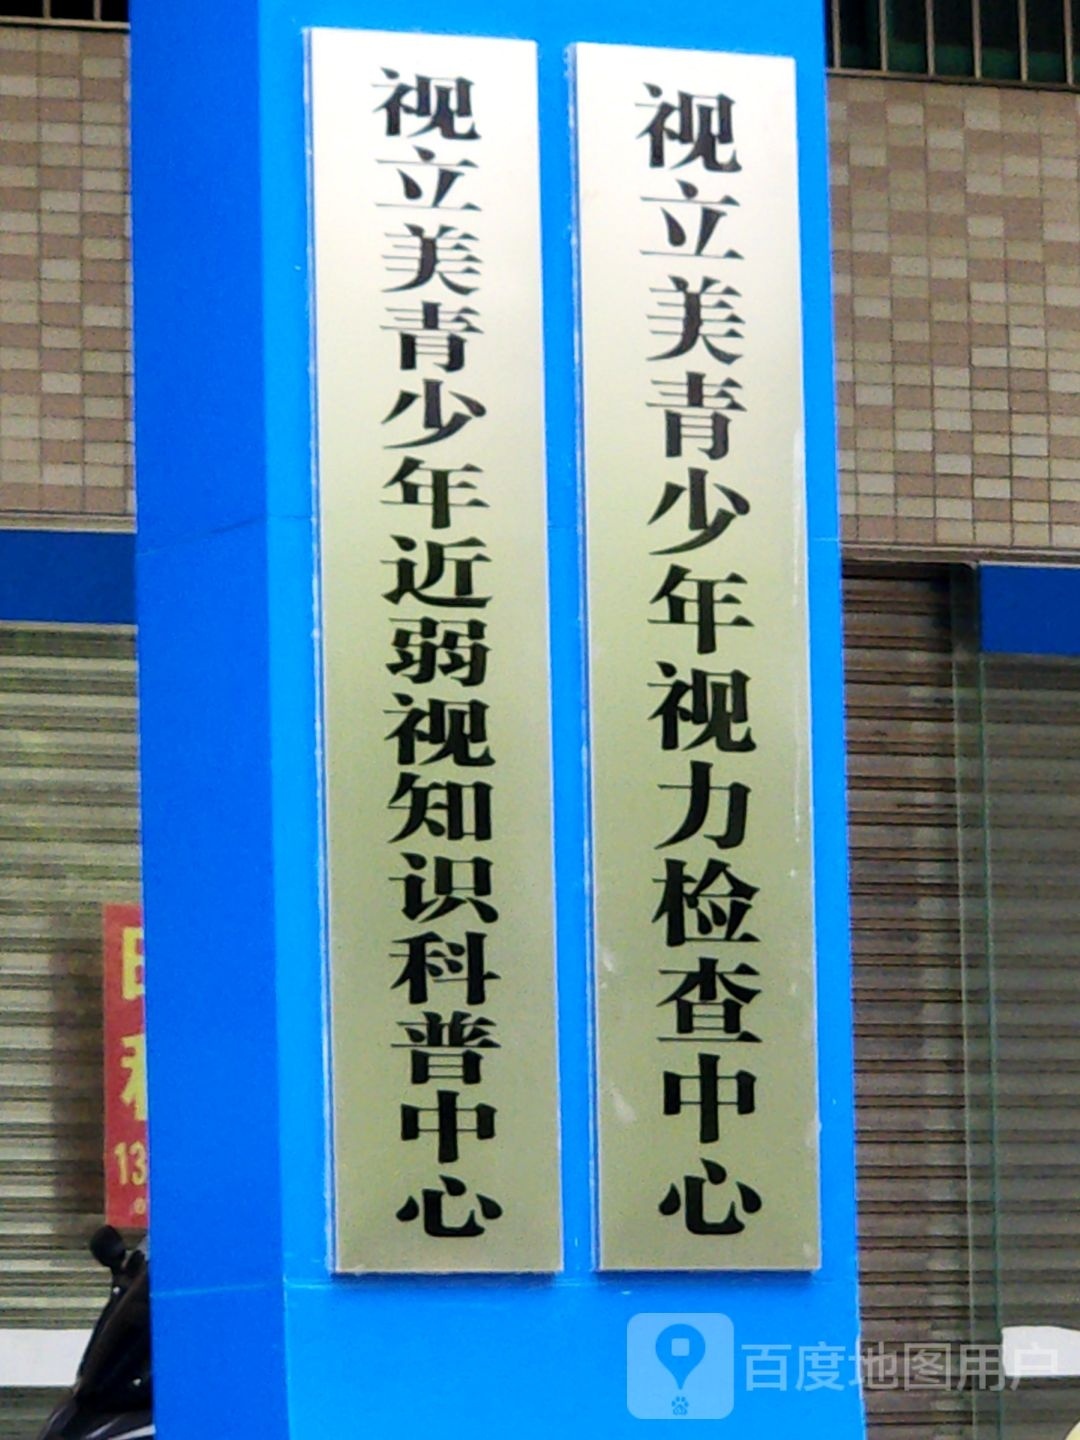 视立美青少年近弱视知识科普中心
视立美青少年视力检查中心
13
百度地图用户